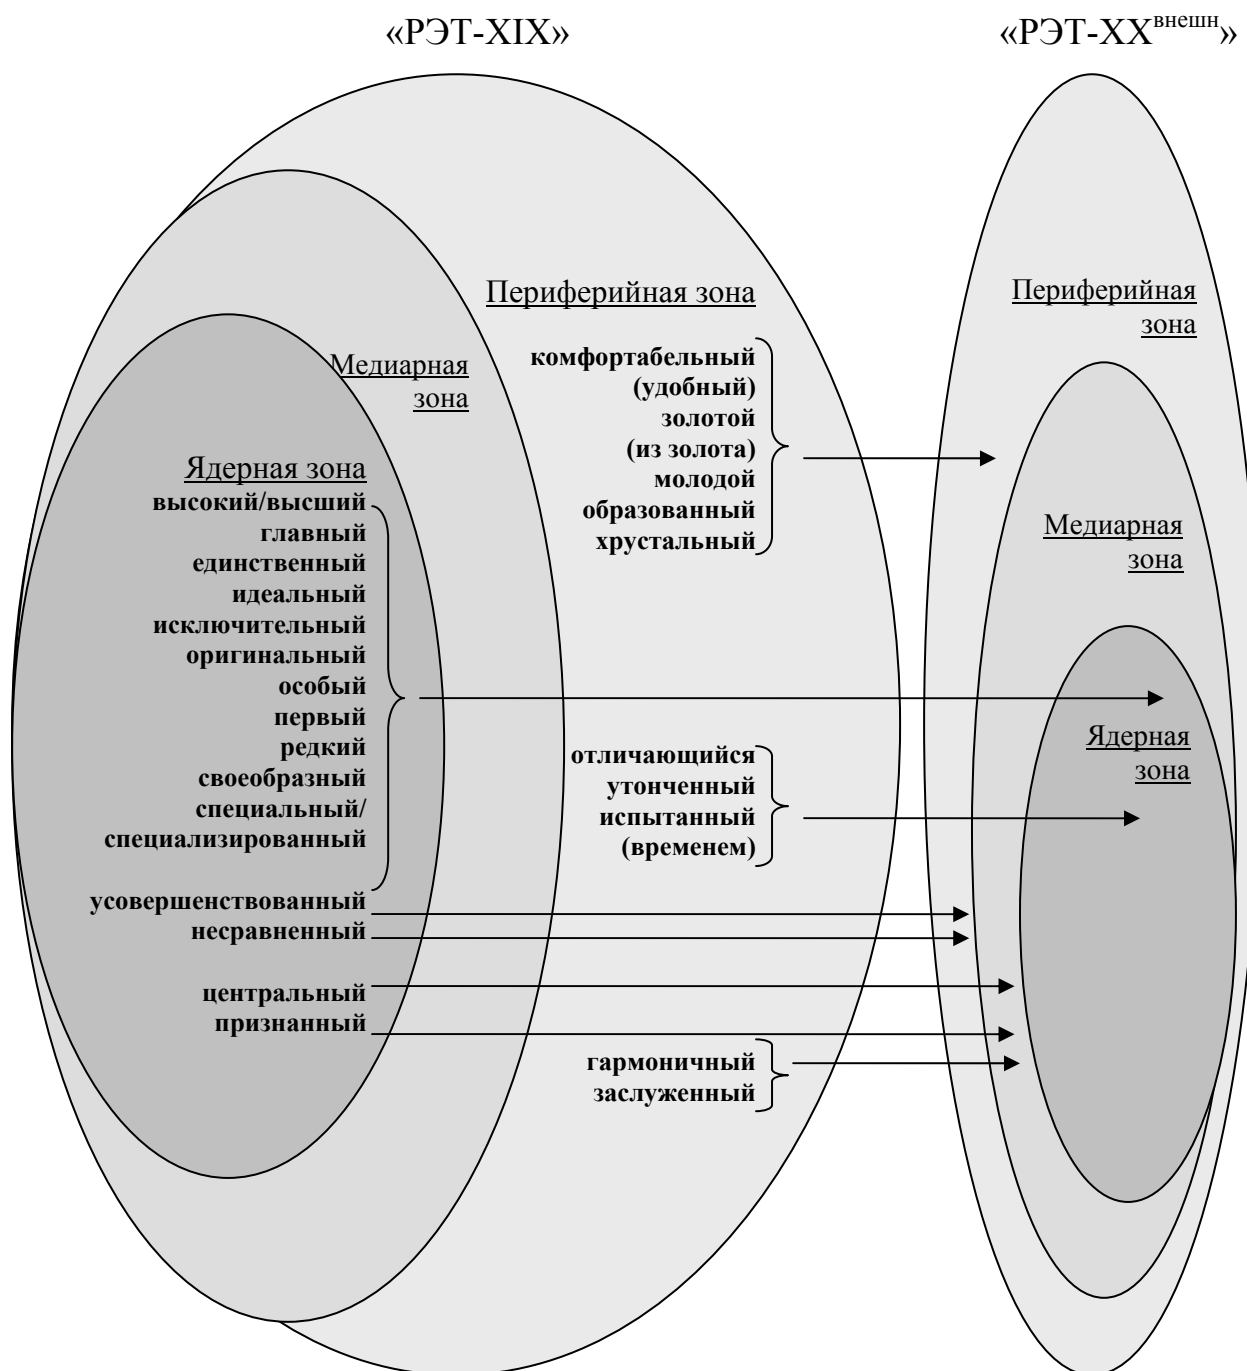 «РЭТ-XIX»
«РЭТ-XXвнешн»
Ядерная зона
высокий/высший
главный
единственный
идеальный
исключительный
оригинальный
особый
первый
редкий
своеобразный
специальный/
специализированный
усовершенствованный
несравненный
центральный
признанный
Медиарная
зона
Периферийная зона
комфортабельный
(удобный)
золотой
(из золота)
молодой
образованный
хрустальный
отличающийся
утонченный
испытанный
(временем)
гармоничный
заслуженный
Периферийная
зона
Медиарная
зона
Ядерная
зона